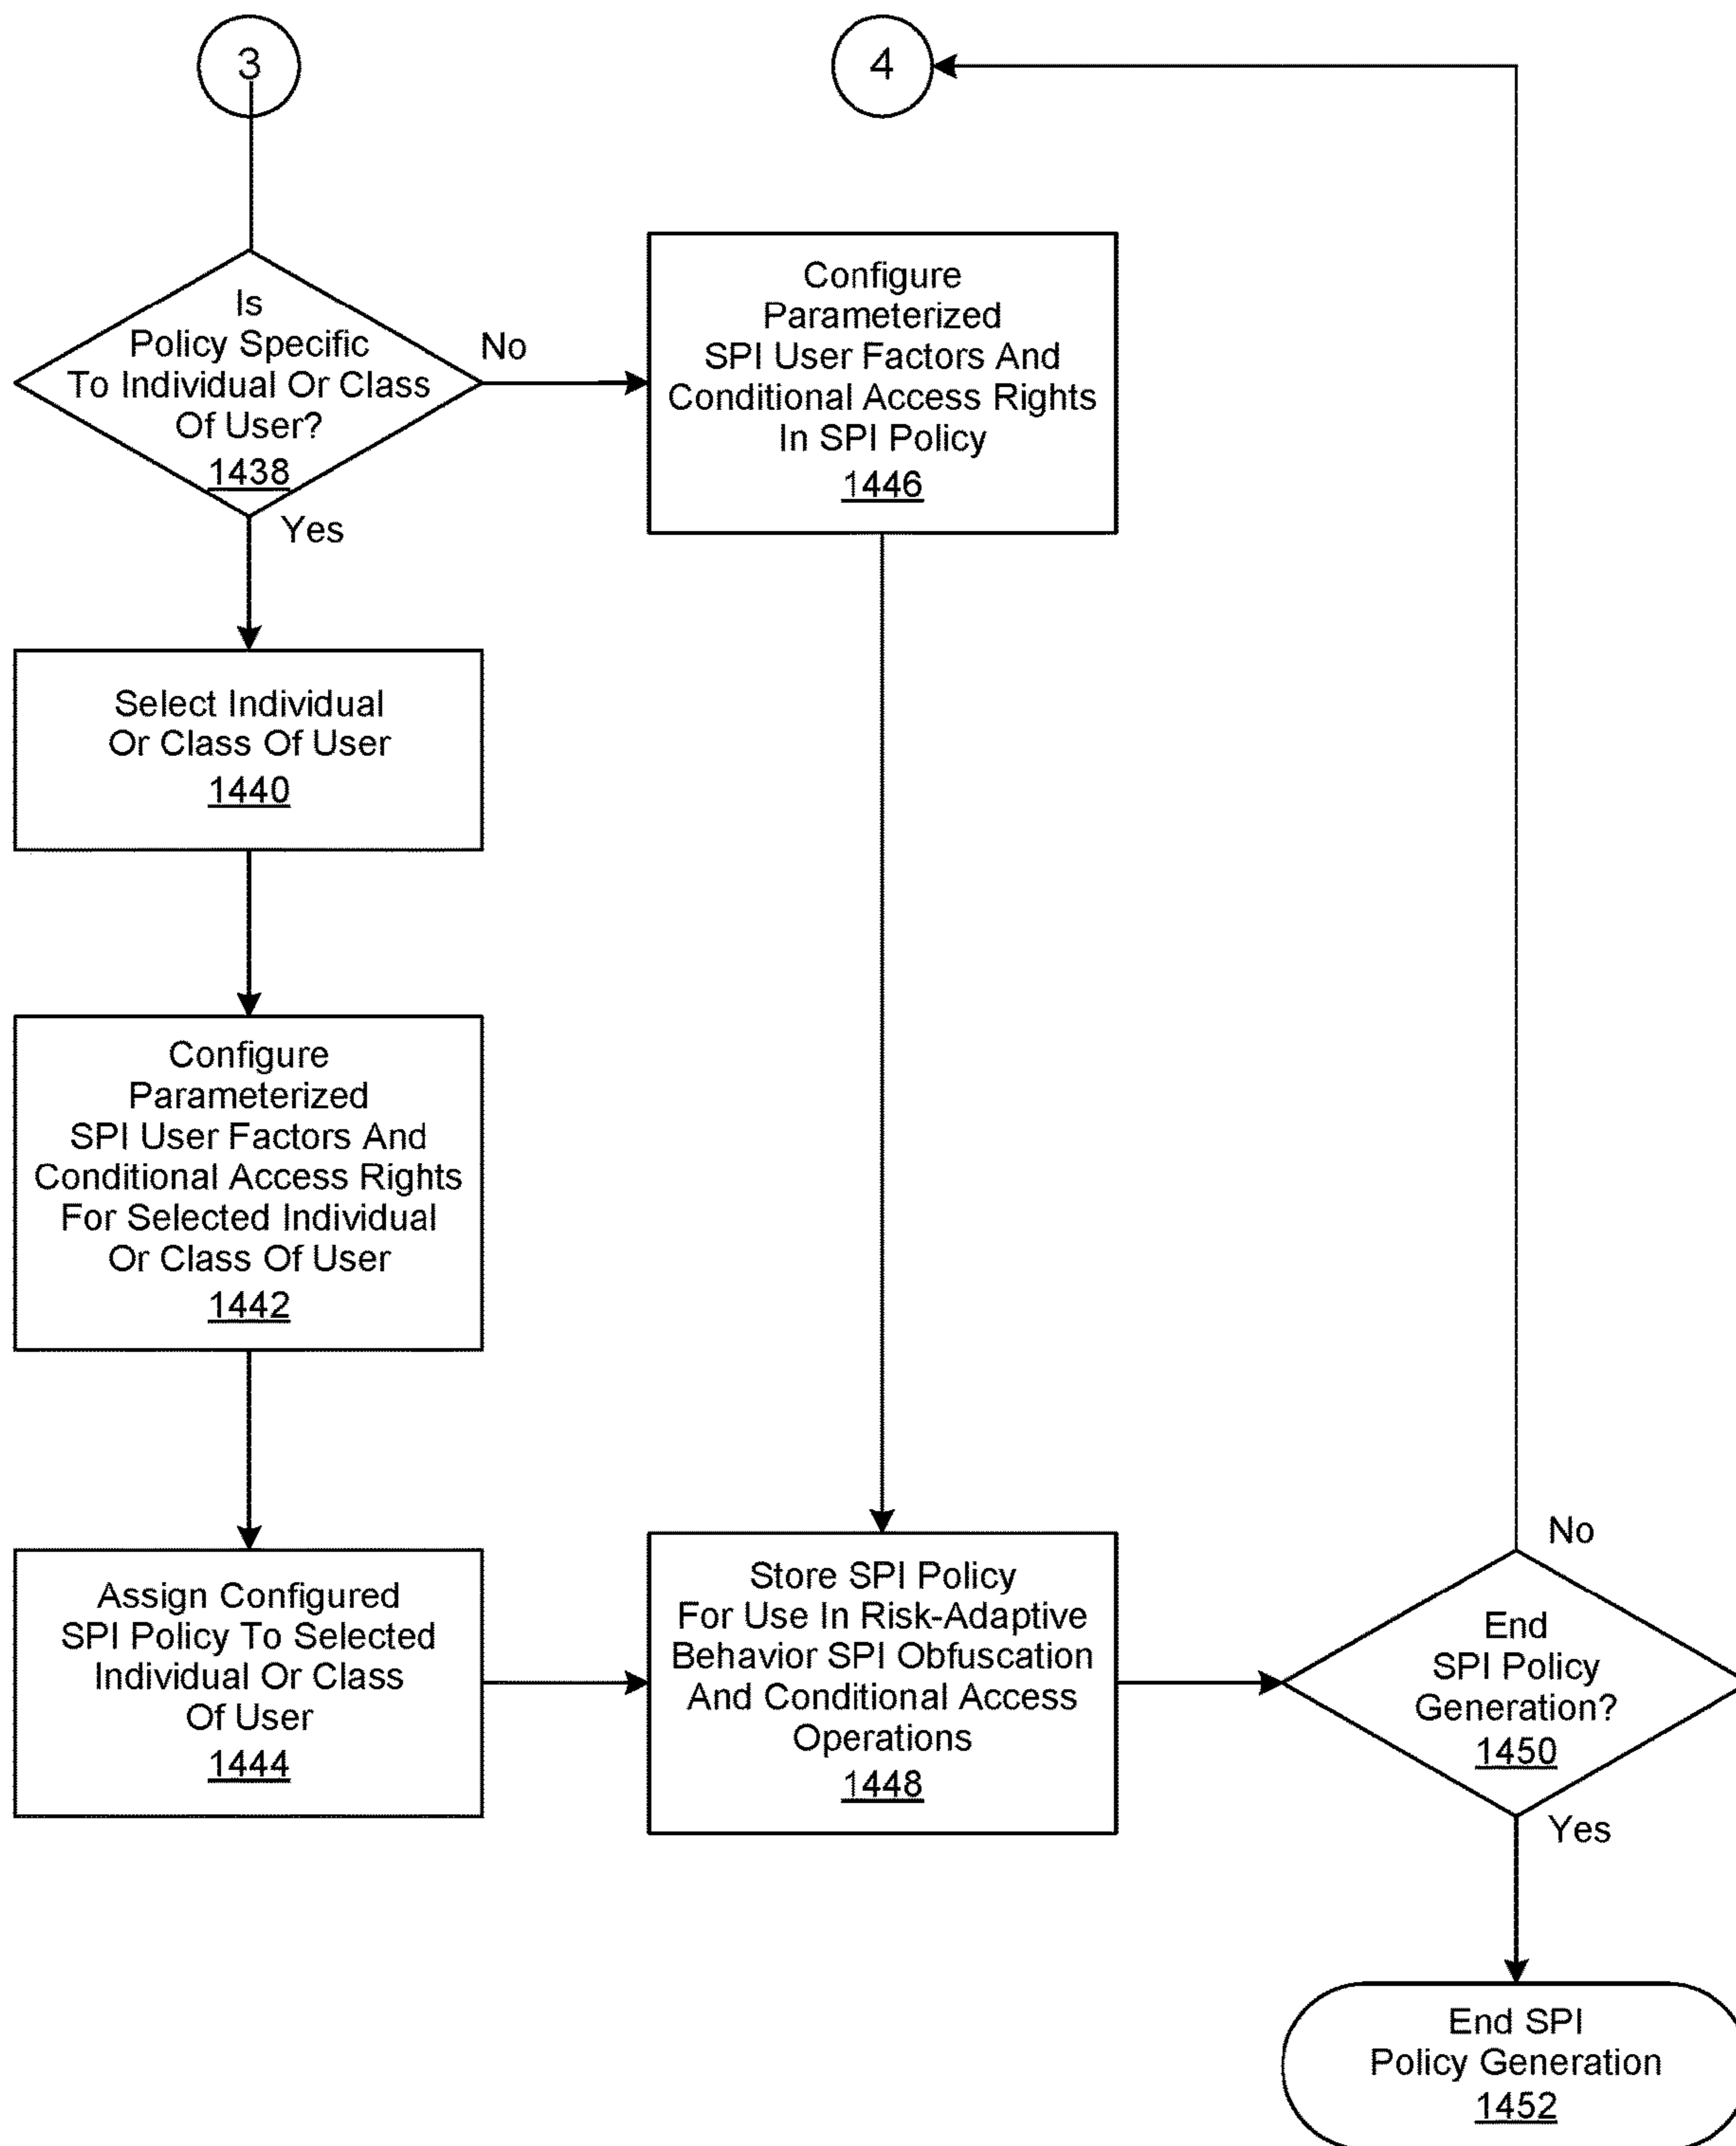 3
4
Is
Policy Specific
To Individual Or Class
Of User?
1438
No
Yes
Configure
Parameterized
SPI User Factors And
Conditional Access Rights
In SPI Policy
1446
Select Individual
Or Class Of User
1440
Configure
Parameterized
SPI User Factors And
Conditional Access Rights
For Selected Individual
Or Class Of User
1442
Assign Configured
SPI Policy To Selected
Individual Or Class
Of User
1444
Store SPI Policy
For Use In Risk-Adaptive
Behavior SPI Obfuscation
And Conditional Access
Operations
1448
No
End
SPI Policy
Generation?
1450
Yes
End SPI
Policy Generation
1452